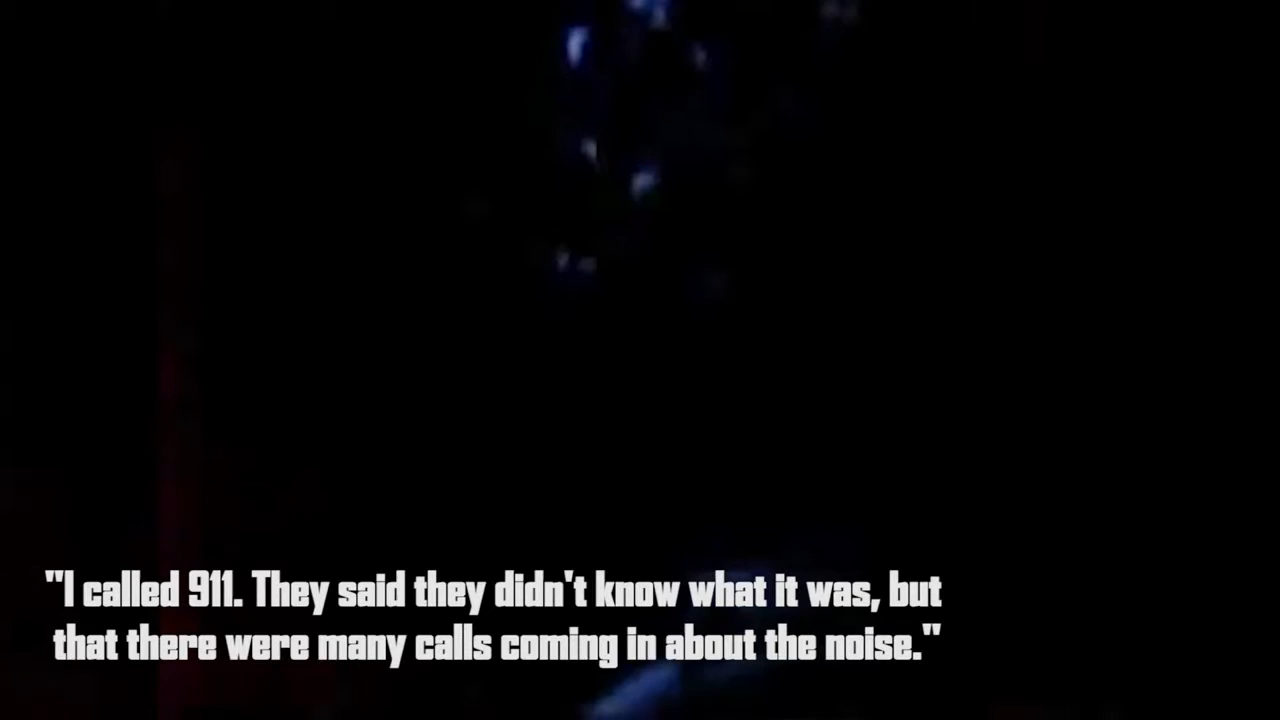 "I called 911. They said they didn't know what it was, but
that there were many calls coming in about the noise."